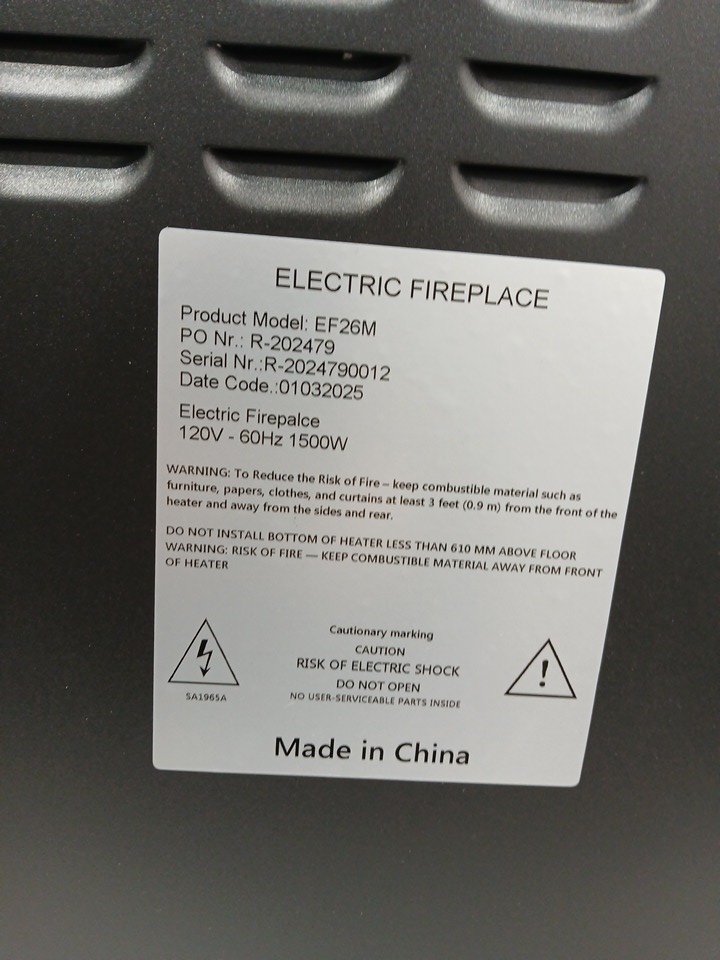 ELECTRIC FIREPLACE
Product Model: EF26M
PO Nr.: R-202479
Serial Nr.:R-2024790012
Date Code.:01032025
Electric Firepalce
120V - 60Hz 1500W
WARNING: To Reduce the Risk of Fire – keep combustible material such as
furniture, papers, clothes, and curtains at least 3 feet (0.9 m) from the front of the
heater and away from the sides and rear.
DO NOT INSTALL BOTTOM OF HEATER LESS THAN 610 MM ABOVE FLOOR
WARNING: RISK OF FIRE — KEEP COMBUSTIBLE MATERIAL AWAY FROM FRONT
OF HEATER
Cautionary marking
CAUTION
RISK OF ELECTRIC SHOCK
DO NOT OPEN
NO USER-SERVICEABLE PARTS INSIDE
SA1965A
!
Made in China